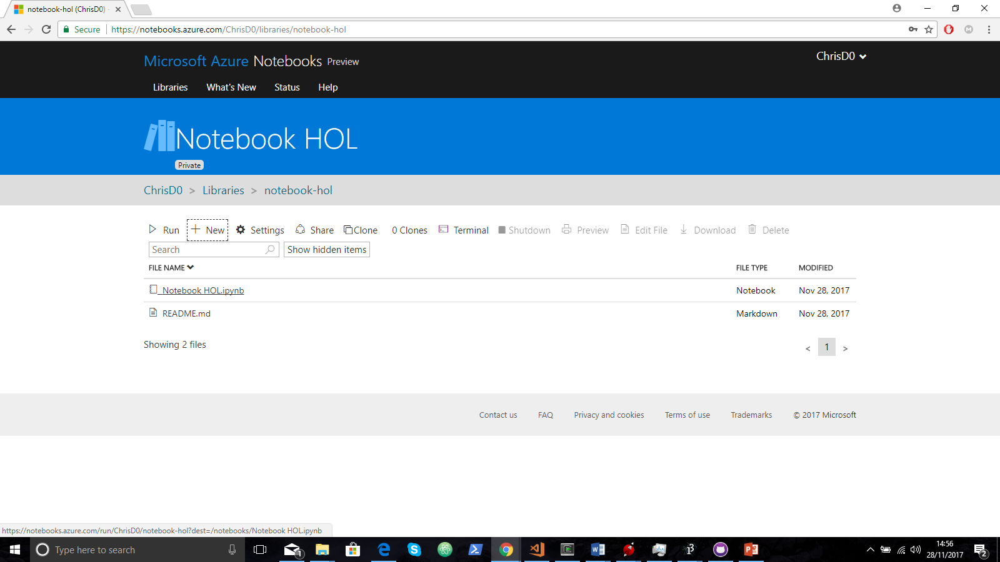 notebook-hol (ChrisD0) -
Secure https://notebooks.azure.com/ChrisD0/libraries/notebook-hol
Microsoft Azure Notebooks Preview
ChrisD0
Libraries What's New Status Help
Notebook HOL
Private
ChrisD0 > Libraries > notebook-hol
Run New Settings Share Clone 0 Clones Terminal Shutdown Preview Edit File Download Delete
Search Show hidden items
FILE NAME FILE TYPE MODIFIED
Notebook HOL.ipynb Notebook Nov 28, 2017
README.md Markdown Nov 28, 2017
Showing 2 files
< 1 >
Contact us FAQ Privacy and cookies Terms of use Trademarks © 2017 Microsoft
https://notebooks.azure.com/run/ChrisD0/notebook-hol?dest=/notebooks/Notebook HOL.ipynb
Type here to search
1
14:56
28/11/2017
2